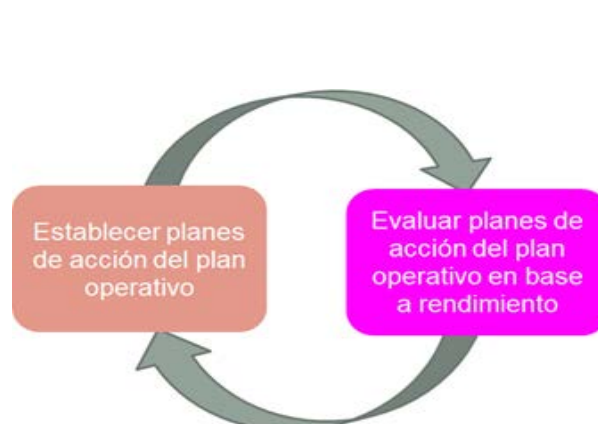 Establecer planes
de acción del plan
operativo
Evaluar planes de
acción del plan
operativo en base
a rendimiento